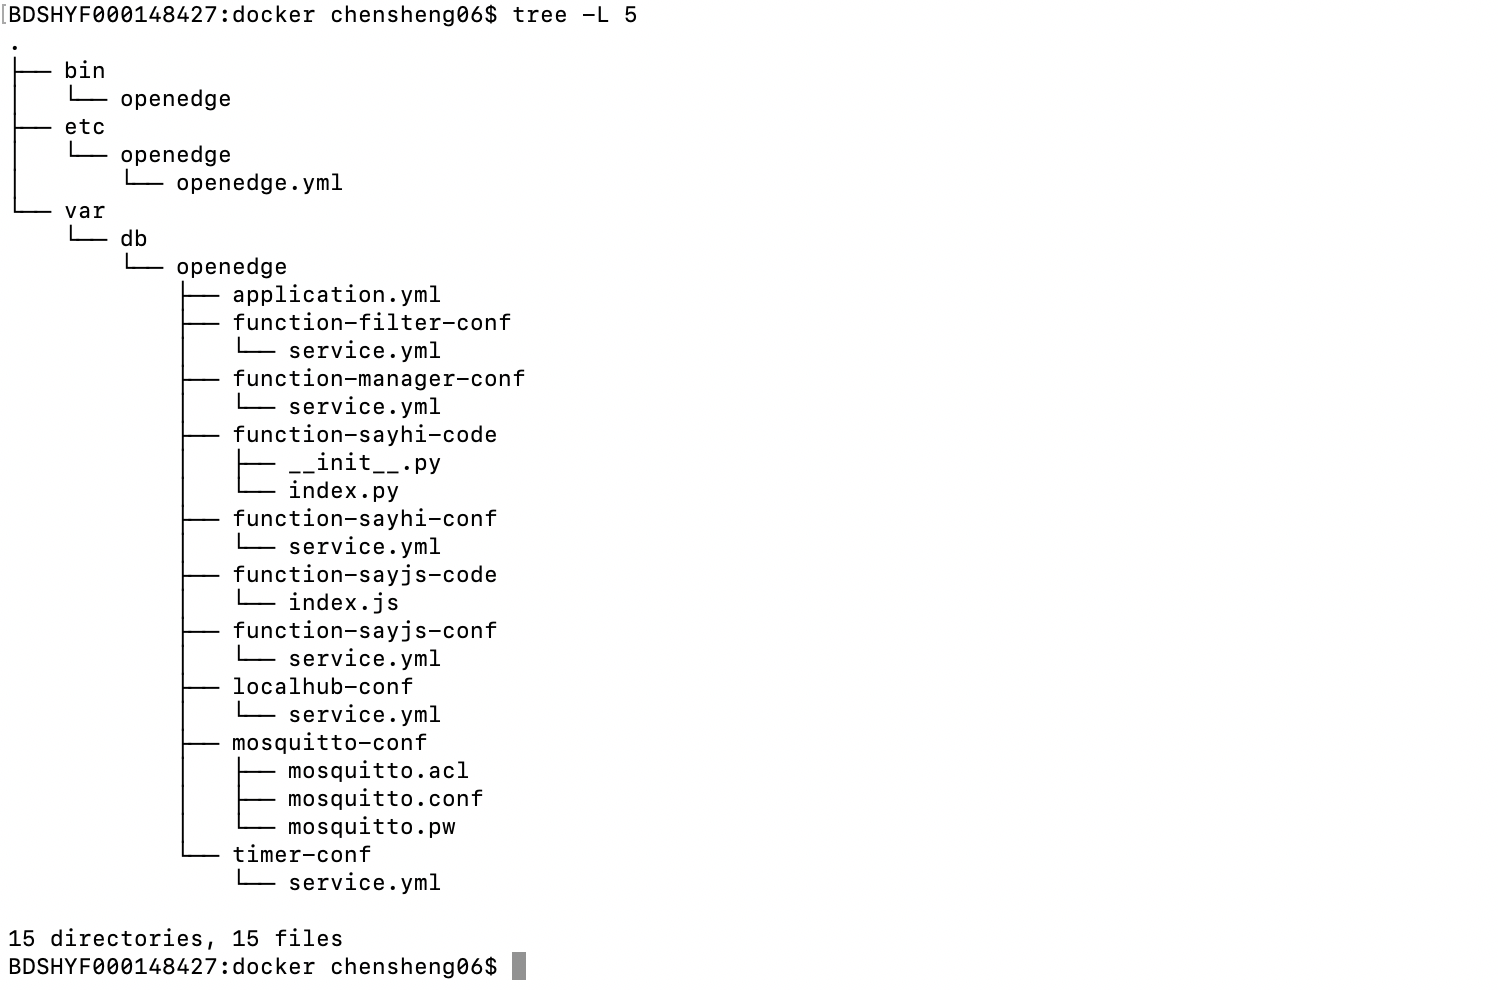 [BDSHYF000148427:docker chensheng06$ tree -L 5
.
├── bin
│   └── openedge
├── etc
│   └── openedge
│       └── openedge.yml
└── var
    └── db
        └── openedge
            ├── application.yml
            ├── function-filter-conf
            │   └── service.yml
            ├── function-manager-conf
            │   └── service.yml
            ├── function-sayhi-code
            │   ├── __init__.py
            │   └── index.py
            ├── function-sayhi-conf
            │   └── service.yml
            ├── function-sayjs-code
            │   └── index.js
            ├── function-sayjs-conf
            │   └── service.yml
            ├── localhub-conf
            │   └── service.yml
            ├── mosquitto-conf
            │   ├── mosquitto.acl
            │   ├── mosquitto.conf
            │   └── mosquitto.pw
            └── timer-conf
                └── service.yml

15 directories, 15 files
BDSHYF000148427:docker chensheng06$